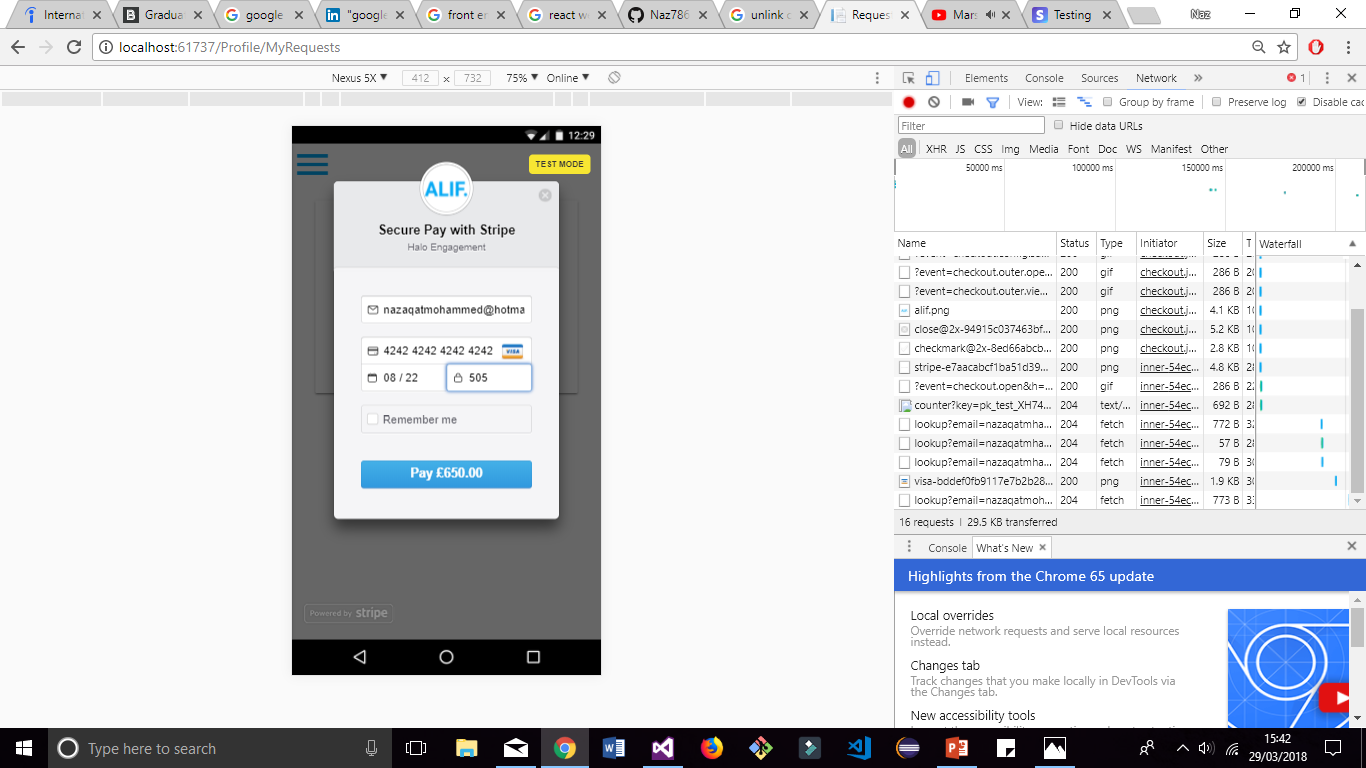 Internat
Graduat
google
"google
front en
react we
Naz786
unlink c
Request
Mars
Testing
Naz
localhost:61737/Profile/MyRequests
Nexus 5X ▼ 412 x 732 75% ▼ Online ▼
Elements Console Sources Network » 1
View: Group by frame Preserve log Disable cac
Filter Hide data URLs
All XHR JS CSS Img Media Font Doc WS Manifest Other
50000 ms 100000 ms 150000 ms 200000 ms
12:29
TEST MODE
ALIF.
Secure Pay with Stripe
Halo Engagement
nazaqatmohammed@hotma
4242 4242 4242 4242 VISA
08 / 22 505
Remember me
Pay £650.00
Powered by stripe
Name Status Type Initiator Size T Waterfall
?event=checkout.outer.ope... 200 gif checkout.j... 286 B
?event=checkout.outer.vie... 200 gif checkout.j... 286 B
alif.png 200 png checkout.j... 4.1 KB
close@2x-94915c037463bf... 200 png checkout.j... 5.2 KB
checkmark@2x-8ed66abcb... 200 png checkout.j... 2.8 KB
stripe-e7aacabcf1ba51d39... 200 png inner-54ec... 4.8 KB
?event=checkout.open&h=... 200 gif inner-54ec... 286 B
counter?key=pk_test_XH74... 204 text/... inner-54ec... 692 B
lookup?email=nazaqatmha... 204 fetch inner-54ec... 772 B
lookup?email=nazaqatmha... 204 fetch inner-54ec... 57 B
lookup?email=nazaqatmha... 204 fetch inner-54ec... 79 B
visa-bddef0fb9117e7b2b28... 200 png inner-54ec... 1.9 KB
lookup?email=nazaqatmoh... 204 fetch inner-54ec... 773 B
16 requests | 29.5 KB transferred
Console What's New
Highlights from the Chrome 65 update
Local overrides
Override network requests and serve local resources
instead.
Changes tab
Track changes that you make locally in DevTools via
the Changes tab.
New accessibility tools
Type here to search
15:42
29/03/2018